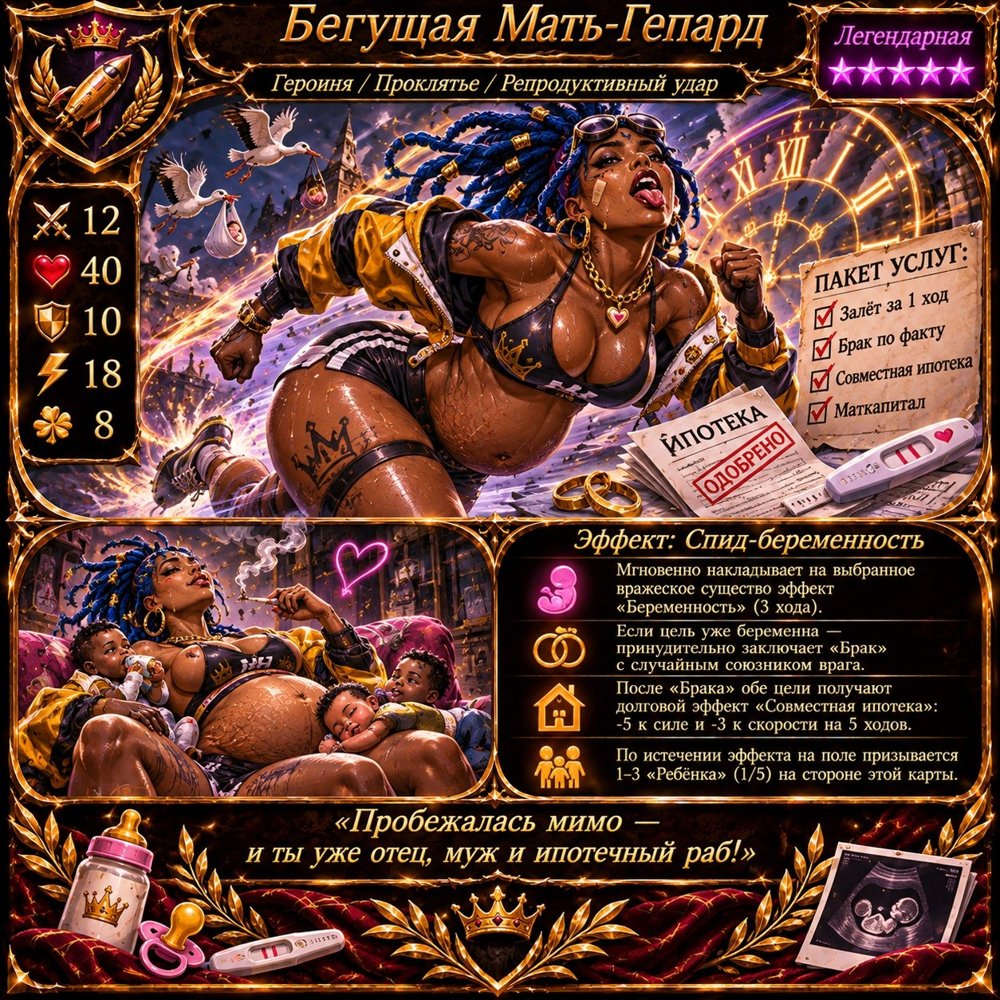 Бегущая Мать-Гепард
Легендарная
Героиня / Проклятье / Репродуктивный удар
12
40
10
18
8
XI XII I II
ПАКЕТ УСЛУГ:
Залёт за 1 ход
Брак по факту
Совместная ипотека
Маткапитал
ИПОТЕКА
ОДОБРЕНО
Эффект: Спид-беременность
Мгновенно накладывает на выбранное
вражеское существо эффект
«Беременность» (3 хода).
Если цель уже беременна —
принудительно заключает «Брак»
с случайным союзником врага.
После «Брака» обе цели получают
долговой эффект «Совместная ипотека»:
-5 к силе и -3 к скорости на 5 ходов.
По истечении эффекта на поле призывается
1–3 «Ребёнка» (1/5) на стороне этой карты.
«Пробежалась мимо —
и ты уже отец, муж и ипотечный раб!»